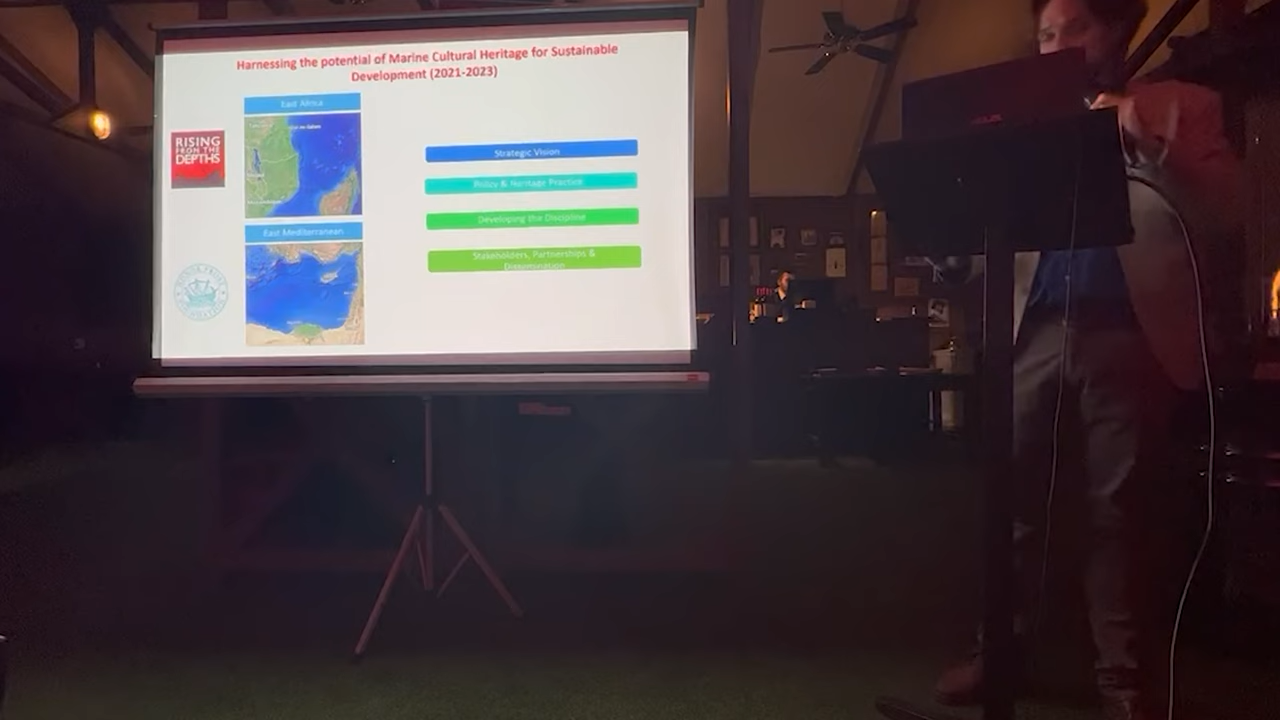 Harnessing the potential of Marine Cultural Heritage for Sustainable
Development (2021-2023)
East Africa
RISING
FROM THE
DEPTHS
East Mediterranean
Strategic Vision
Policy & Heritage Practice
Developing the Discipline
Stakeholders, Partnerships &
Dissemination